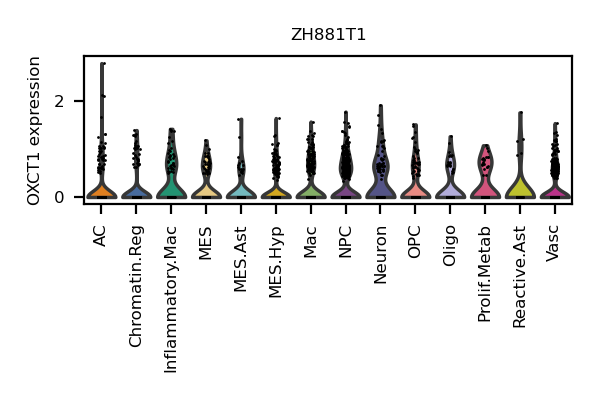 ZH881T1
OXCT1 expression
2
0
AC
Chromatin.Reg
Inflammatory.Mac
MES
MES.Ast
MES.Hyp
Mac
NPC
Neuron
OPC
Oligo
Prolif.Metab
Reactive.Ast
Vasc